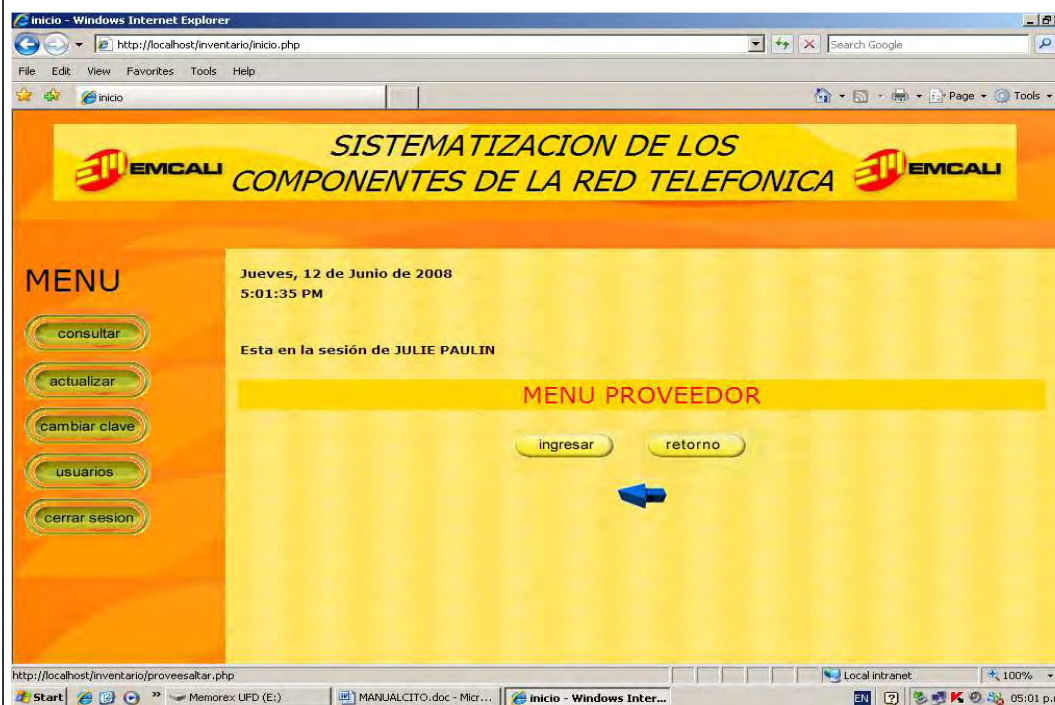 inicio - Windows Internet Explorer
http://localhost/inventario/inicio.php
Search Google
File Edit View Favorites Tools Help
inicio
Page Tools
EMCALI
SISTEMATIZACION DE LOS
COMPONENTES DE LA RED TELEFONICA
EMCALI
MENU
consultar
actualizar
cambiar clave
usuarios
cerrar sesion
Jueves, 12 de Junio de 2008
5:01:35 PM
Esta en la sesión de JULIE PAULIN
MENU PROVEEDOR
ingresar retorno
http://localhost/inventario/proveesaltar.php
Local intranet 100%
Start » Memorex UFD (E:) MANUALCITO.doc - Micr... inicio - Windows Inter... EN 05:01 p.